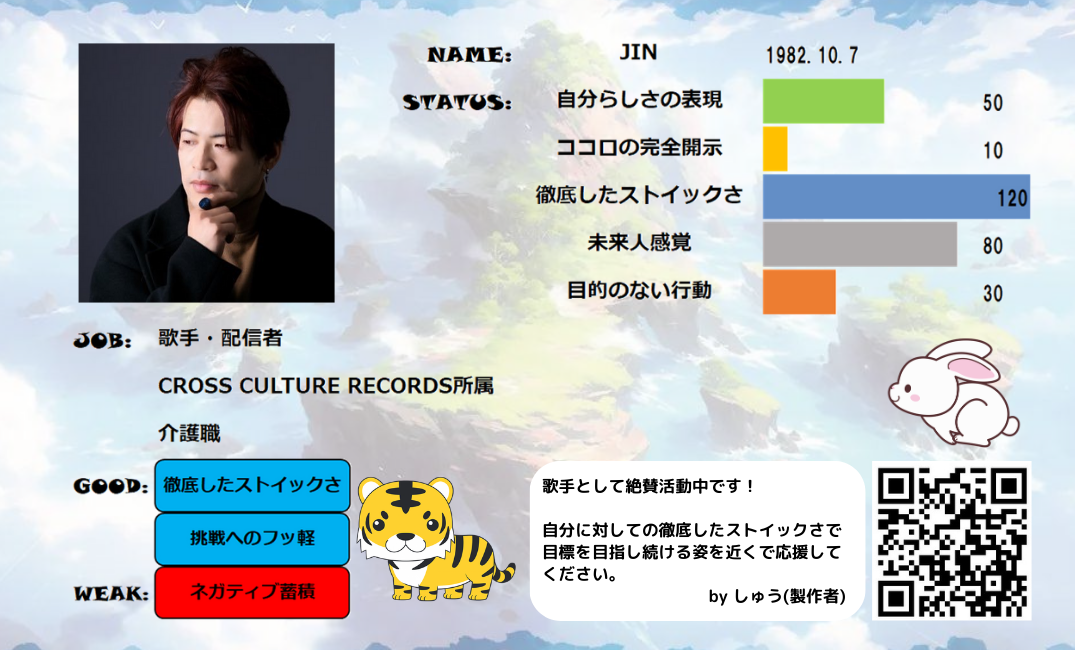 NAME: JIN 1982.10.7
STATUS: 自分らしさの表現 50
ココロの完全開示 10
徹底したストイックさ 120
未来人感覚 80
目的のない行動 30
JOB: 歌手・配信者
CROSS CULTURE RECORDS所属
介護職
GOOD: 徹底したストイックさ
挑戦へのフッ軽
WEAK: ネガティブ蓄積
歌手として絶賛活動中です！
自分に対しての徹底したストイックさで
目標を目指し続ける姿を近くで応援して
ください。
by しゅう(製作者)